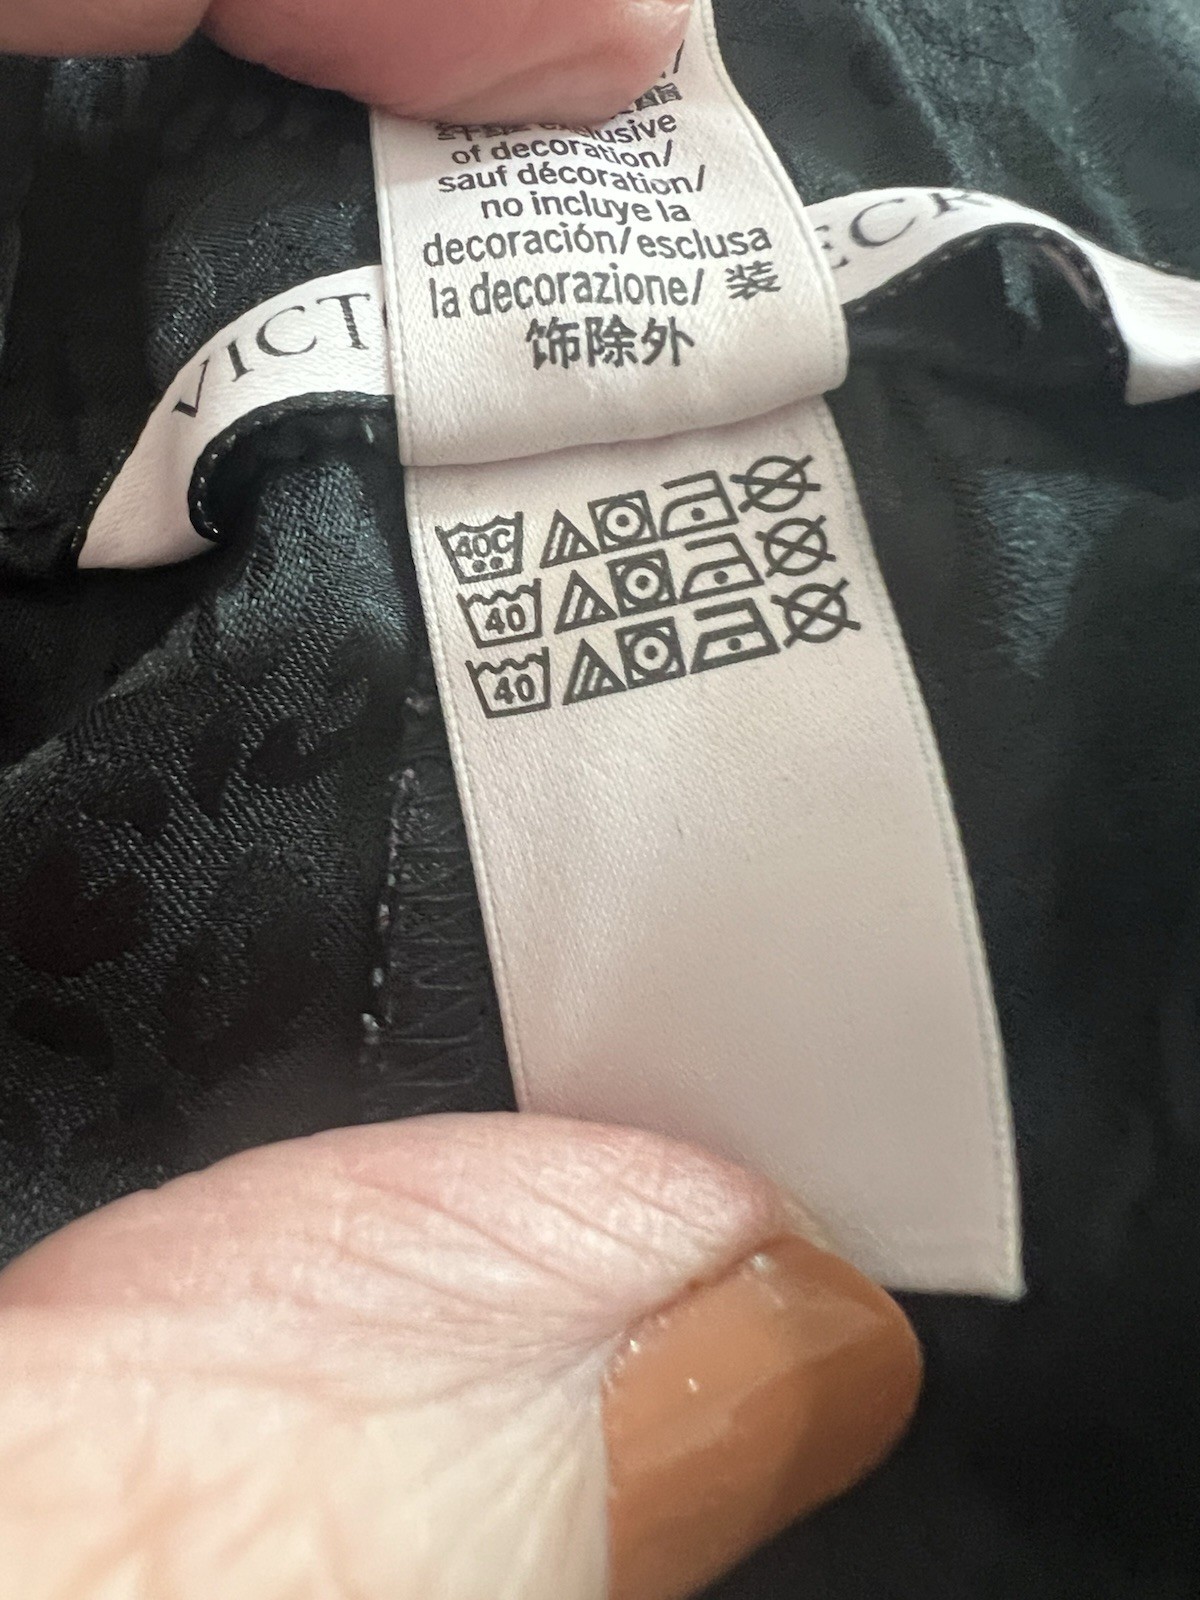 exclusive
of decoration/
sauf décoration/
no incluye la
decoración/esclusa
la decorazione/ 装
饰除外
VICT
ECR
40C
40
40